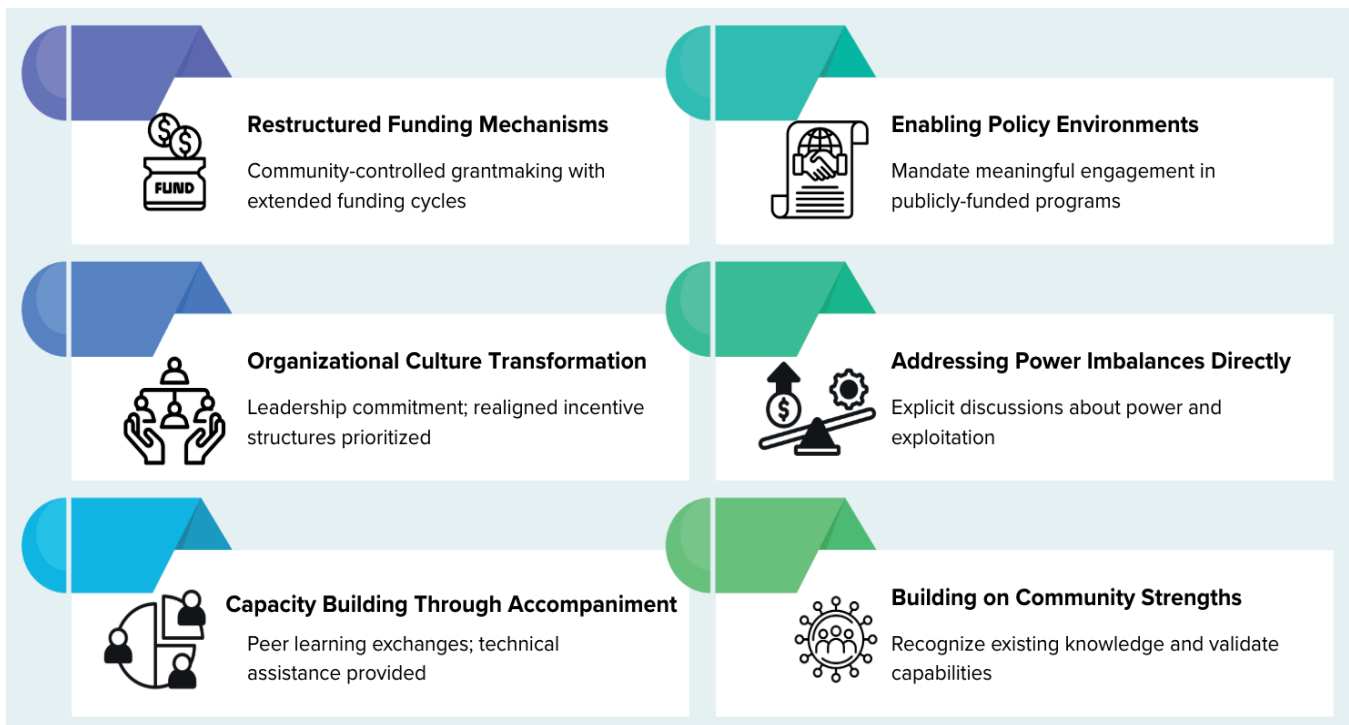 Restructured Funding Mechanisms
Community-controlled grantmaking with
extended funding cycles
$
$
FUND
Enabling Policy Environments
Mandate meaningful engagement in
publicly-funded programs
Organizational Culture Transformation
Leadership commitment; realigned incentive
structures prioritized
Addressing Power Imbalances Directly
Explicit discussions about power and
exploitation
$
Capacity Building Through Accompaniment
Peer learning exchanges; technical
assistance provided
Building on Community Strengths
Recognize existing knowledge and validate
capabilities